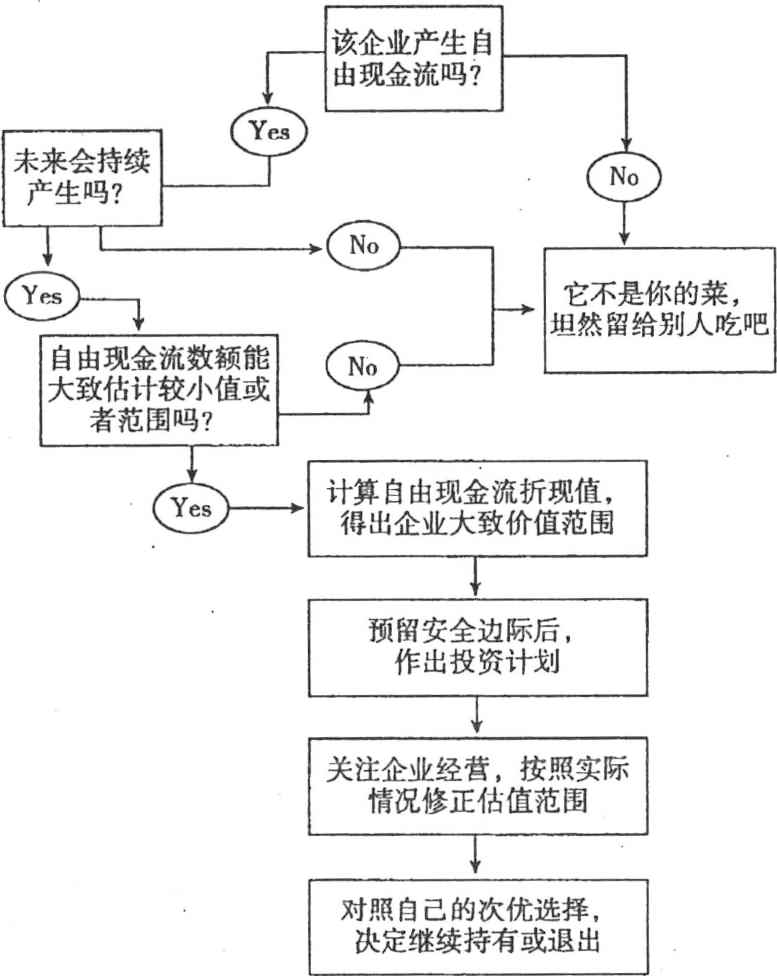 该企业产生自
由现金流吗？
Yes
No
未来会持续
产生吗？
No
Yes
它不是你的菜，
坦然留给别人吃吧
自由现金流数额能
大致估计较小值或
者范围吗？
No
Yes
计算自由现金流折现值，
得出企业大致价值范围
预留安全边际后，
作出投资计划
关注企业经营，按照实际
情况修正估值范围
对照自己的次优选择，
决定继续持有或退出